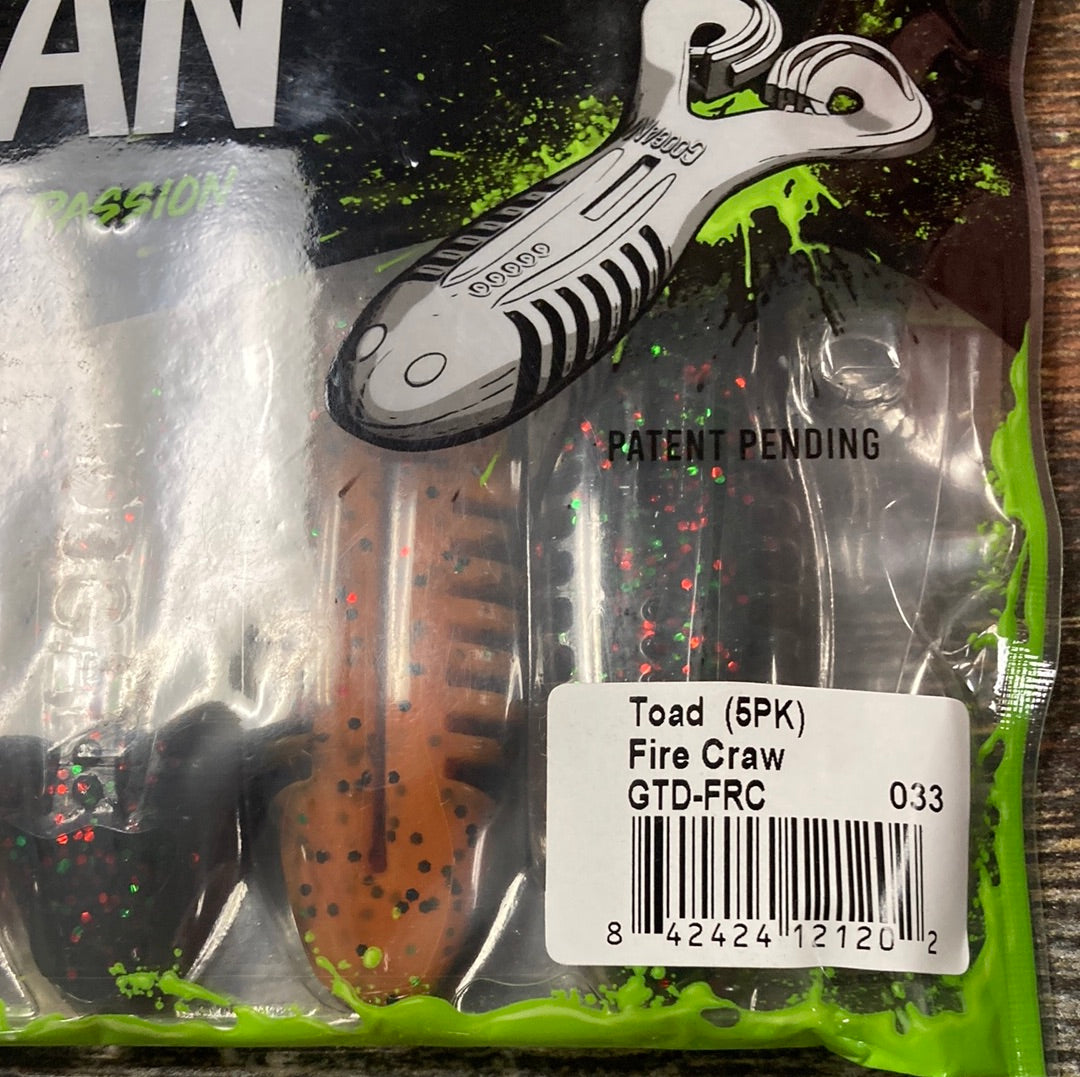 AN
PASSION
GOOGAN
PATENT PENDING
Toad (5PK)
Fire Craw
GTD-FRC 033
8 42424 12120 2